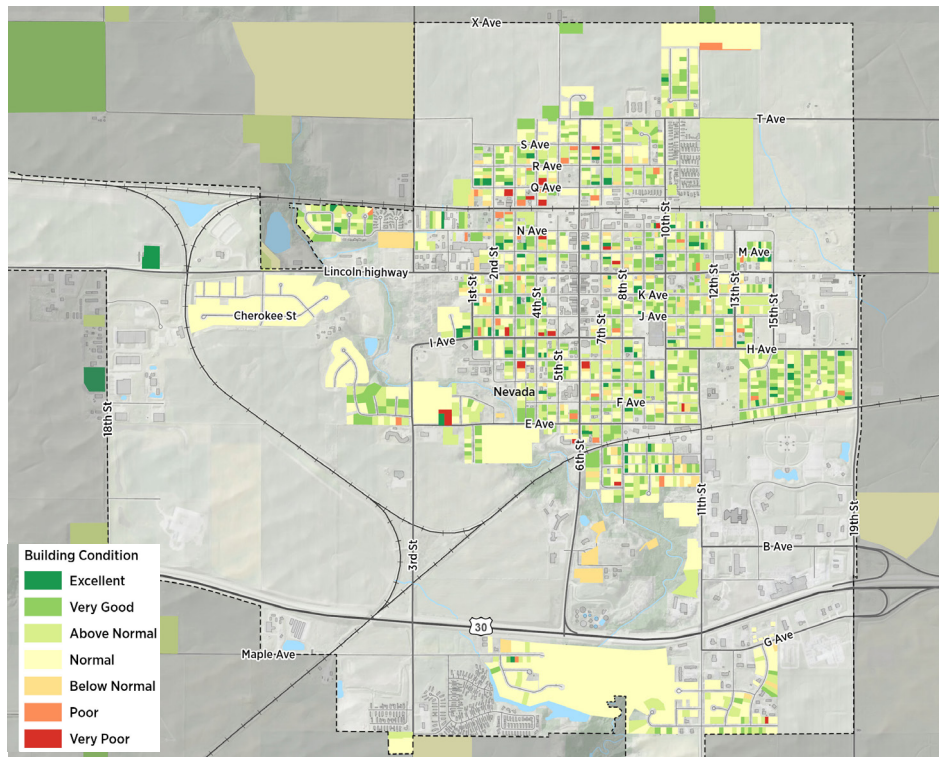 X Ave
T Ave
S Ave
R Ave
Q Ave
10th St
N Ave
M Ave
Lincoln highway
2nd St
1st St
4th St
8th St
12th St
13th St
15th St
K Ave
Cherokee St
J Ave
7th St
I Ave
H Ave
5th St
Nevada
F Ave
18th St
E Ave
6th St
11th St
19th St
3rd St
B Ave
Building Condition
Excellent
Very Good
Above Normal
Normal
Below Normal
Poor
Very Poor
30
G Ave
Maple Ave